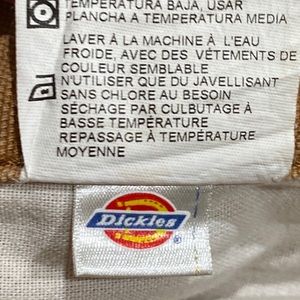 TEMPERATURA BAJA, USAR
PLANCHA A TEMPERATURA MEDIA
LAVER À LA MACHINE À L'EAU
FROIDE, AVEC DES VÊTEMENTS DE
COULEUR SEMBLABLE
N'UTILISER QUE DU JAVELLISANT
SANS CHLORE AU BESOIN
SÉCHAGE PAR CULBUTAGE À
BASSE TEMPÉRATURE
REPASSAGE À TEMPÉRATURE
MOYENNE
Dickies
®